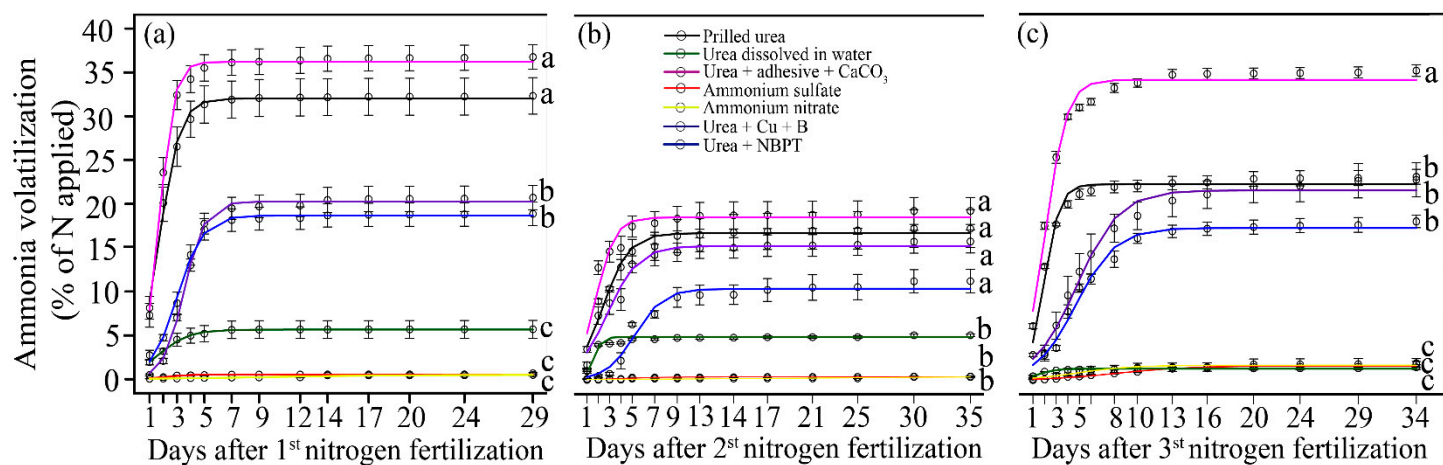 Ammonia volatilization
(% of N applied)
40
35
30
25
20
15
10
5
0
(a)
a
a
b
b
c
c
c
1 3 5 7 9 12 14 17 20 24 29
Days after 1st nitrogen fertilization
(b)
Prilled urea
Urea dissolved in water
Urea + adhesive + CaCO3
Ammonium sulfate
Ammonium nitrate
Urea + Cu + B
Urea + NBPT
a
a
a
a
b
b
b
1 3 5 7 9 13 14 17 21 25 30 35
Days after 2st nitrogen fertilization
(c)
a
b
b
b
c
c
c
1 3 5 8 10 13 16 20 24 29 34
Days after 3st nitrogen fertilization